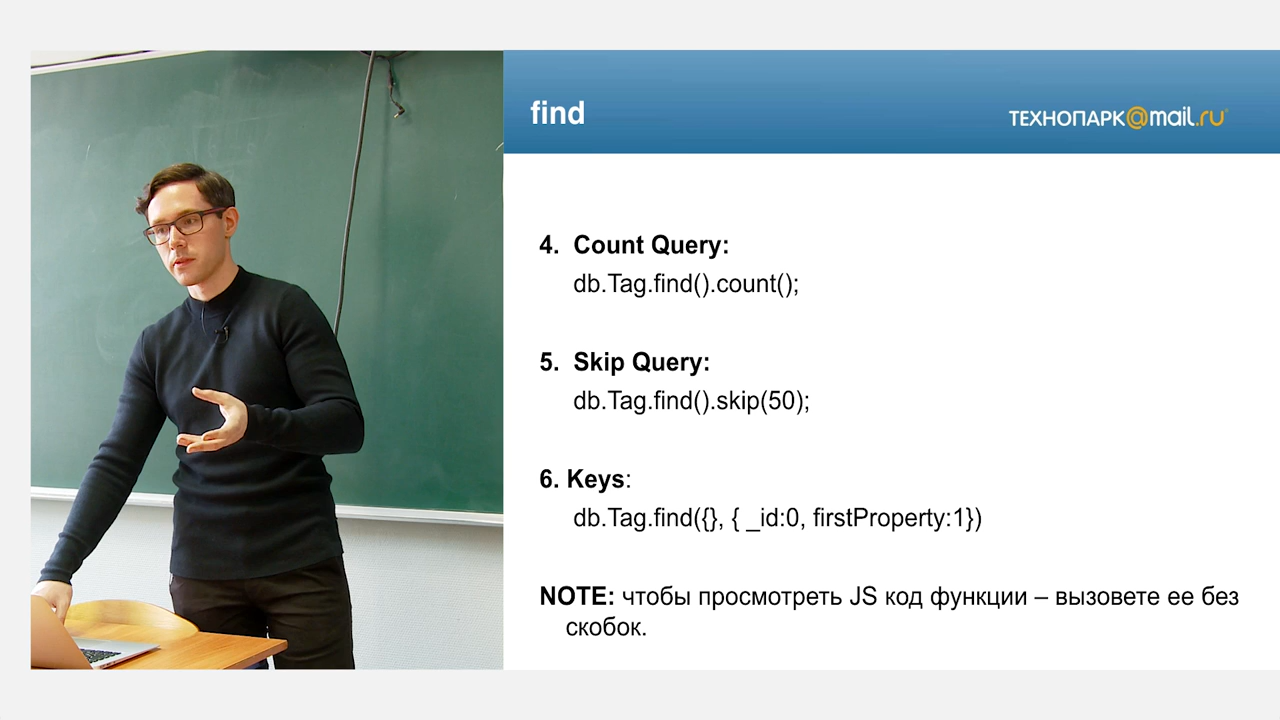 find
ТЕХНОПАРК@mail.ru
4. Count Query:
db.Tag.find().count();
5. Skip Query:
db.Tag.find().skip(50);
6. Keys:
db.Tag.find({}, { _id:0, firstProperty:1})
NOTE: чтобы просмотреть JS код функции – вызовете ее без
скобок.